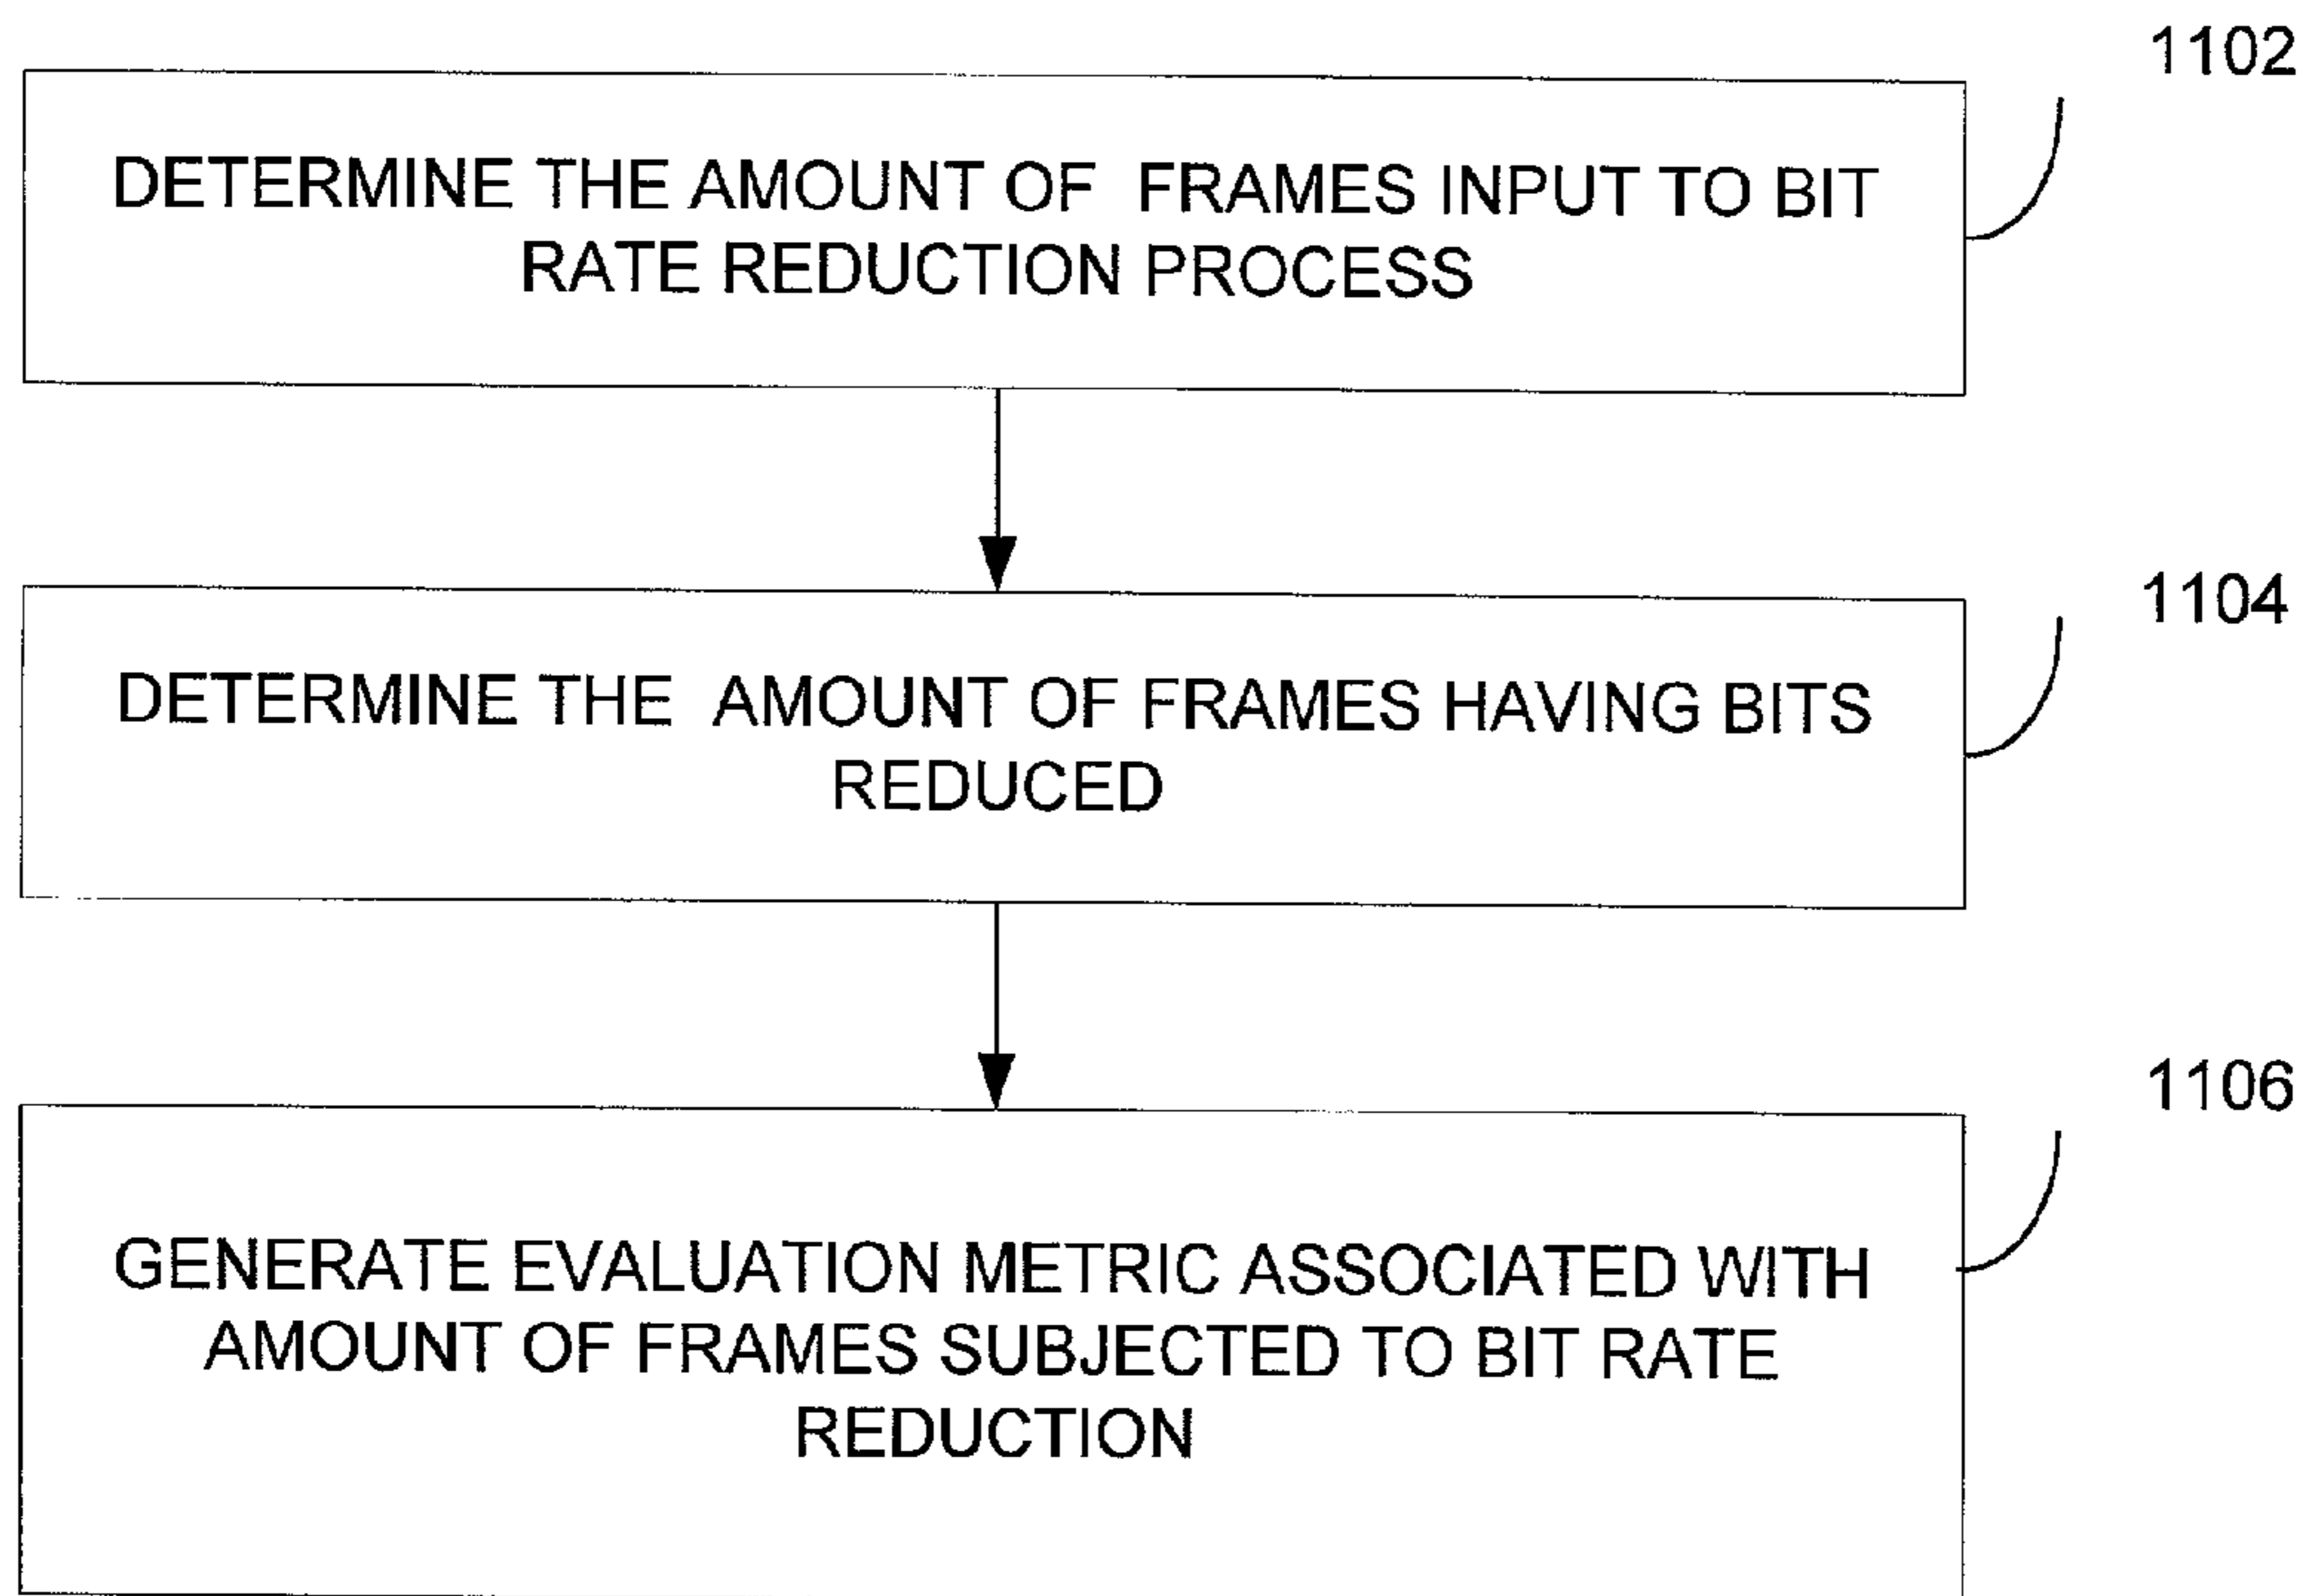 1102
DETERMINE THE AMOUNT OF FRAMES INPUT TO BIT
RATE REDUCTION PROCESS
1104
DETERMINE THE AMOUNT OF FRAMES HAVING BITS
REDUCED
1106
GENERATE EVALUATION METRIC ASSOCIATED WITH
AMOUNT OF FRAMES SUBJECTED TO BIT RATE
REDUCTION